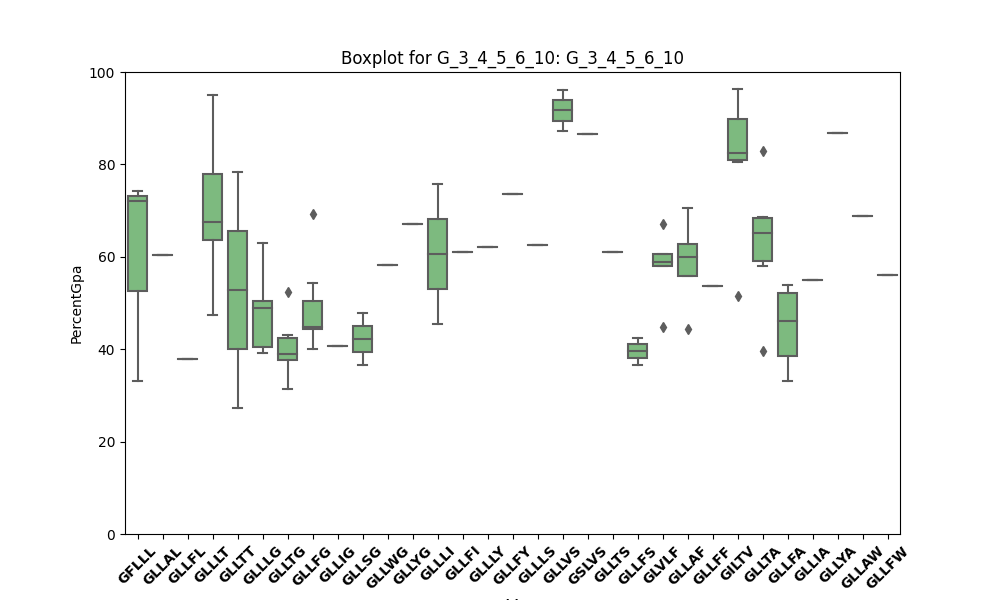 Boxplot for G_3_4_5_6_10: G_3_4_5_6_10
PercentGpa
100
80
60
40
20
0
GFLLL
GLLAL
GLLFL
GLLLT
GLLTT
GLLLG
GLLTG
GLLFG
GLLIG
GLLSG
GLLWG
GLLYG
GLLLI
GLLFI
GLLLY
GLLFY
GLLLS
GLLVS
GSLVS
GLLTS
GLLFS
GLVLF
GLLAF
GLLFF
GILTV
GLLTA
GLLFA
GLLIA
GLLYA
GLLAW
GLLFW